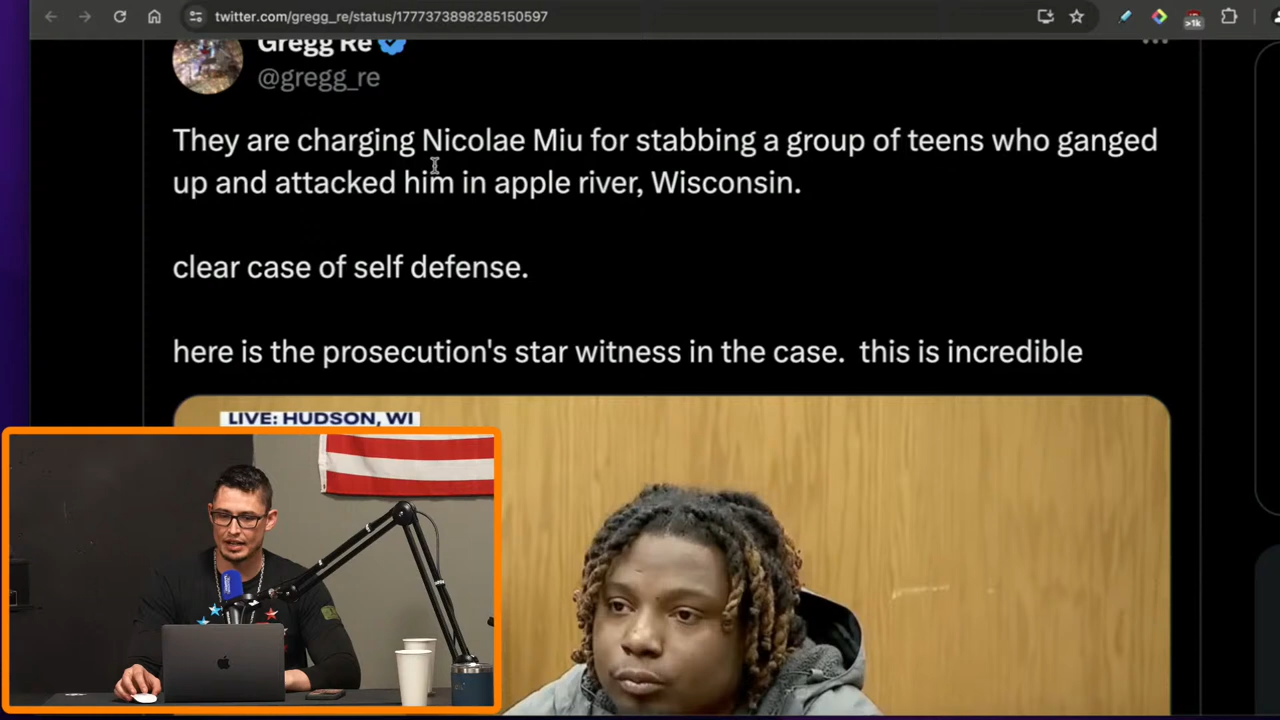 twitter.com/gregg_re/status/1777373898285150597
>1k
Gregg Re
@gregg_re
They are charging Nicolae Miu for stabbing a group of teens who ganged
up and attacked him in apple river, Wisconsin.
clear case of self defense.
here is the prosecution's star witness in the case.  this is incredible
LIVE: HUDSON, WI